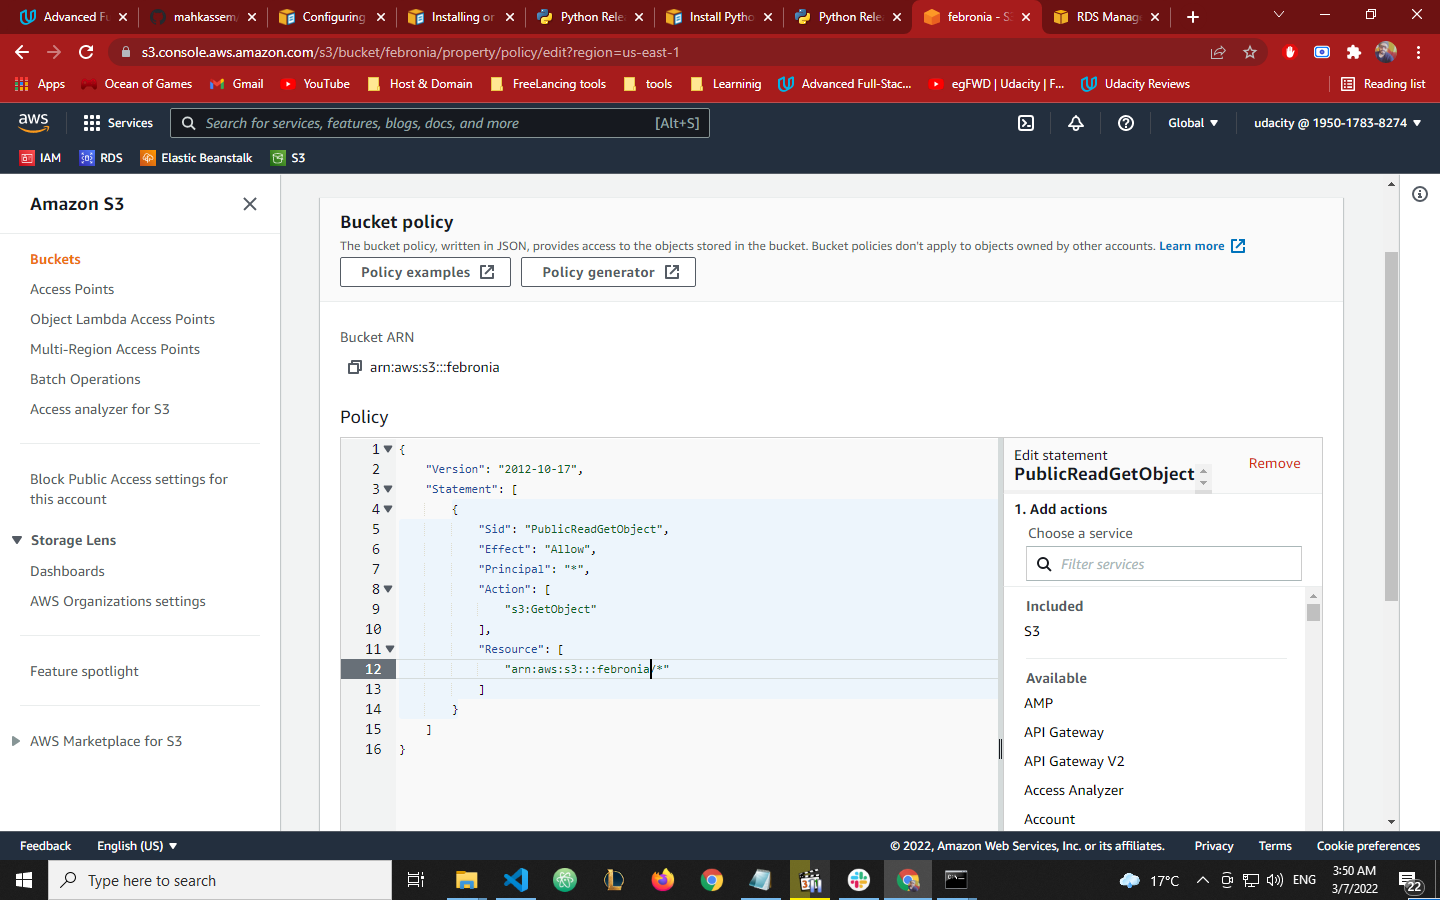 Advanced Fu
mahkassem/
Configuring
Installing or
Python Rele
Install Pytho
Python Rele
febronia - S3
RDS Manag
s3.console.aws.amazon.com/s3/bucket/febronia/property/policy/edit?region=us-east-1
Apps
Ocean of Games
Gmail
YouTube
Host & Domain
FreeLancing tools
tools
Learninig
Advanced Full-Stac...
egFWD | Udacity | F...
Udacity Reviews
Reading list
aws
Services
Search for services, features, blogs, docs, and more
[Alt+S]
Global
udacity @ 1950-1783-8274
IAM
RDS
Elastic Beanstalk
S3
Amazon S3
Buckets
Access Points
Object Lambda Access Points
Multi-Region Access Points
Batch Operations
Access analyzer for S3
Block Public Access settings for
this account
Storage Lens
Dashboards
AWS Organizations settings
Feature spotlight
AWS Marketplace for S3
Bucket policy
The bucket policy, written in JSON, provides access to the objects stored in the bucket. Bucket policies don't apply to objects owned by other accounts. Learn more
Policy examples
Policy generator
Bucket ARN
arn:aws:s3:::febronia
Policy
1 {
2 "Version": "2012-10-17",
3 "Statement": [
4 {
5 "Sid": "PublicReadGetObject",
6 "Effect": "Allow",
7 "Principal": "*",
8 "Action": [
9 "s3:GetObject"
10 ],
11 "Resource": [
12 "arn:aws:s3:::febronia/*"
13 ]
14 }
15 ]
16 }
Edit statement
PublicReadGetObject
Remove
1. Add actions
Choose a service
Filter services
Included
S3
Available
AMP
API Gateway
API Gateway V2
Access Analyzer
Account
Feedback
English (US)
© 2022, Amazon Web Services, Inc. or its affiliates.
Privacy
Terms
Cookie preferences
Type here to search
17°C
ENG
3:50 AM
3/7/2022
22